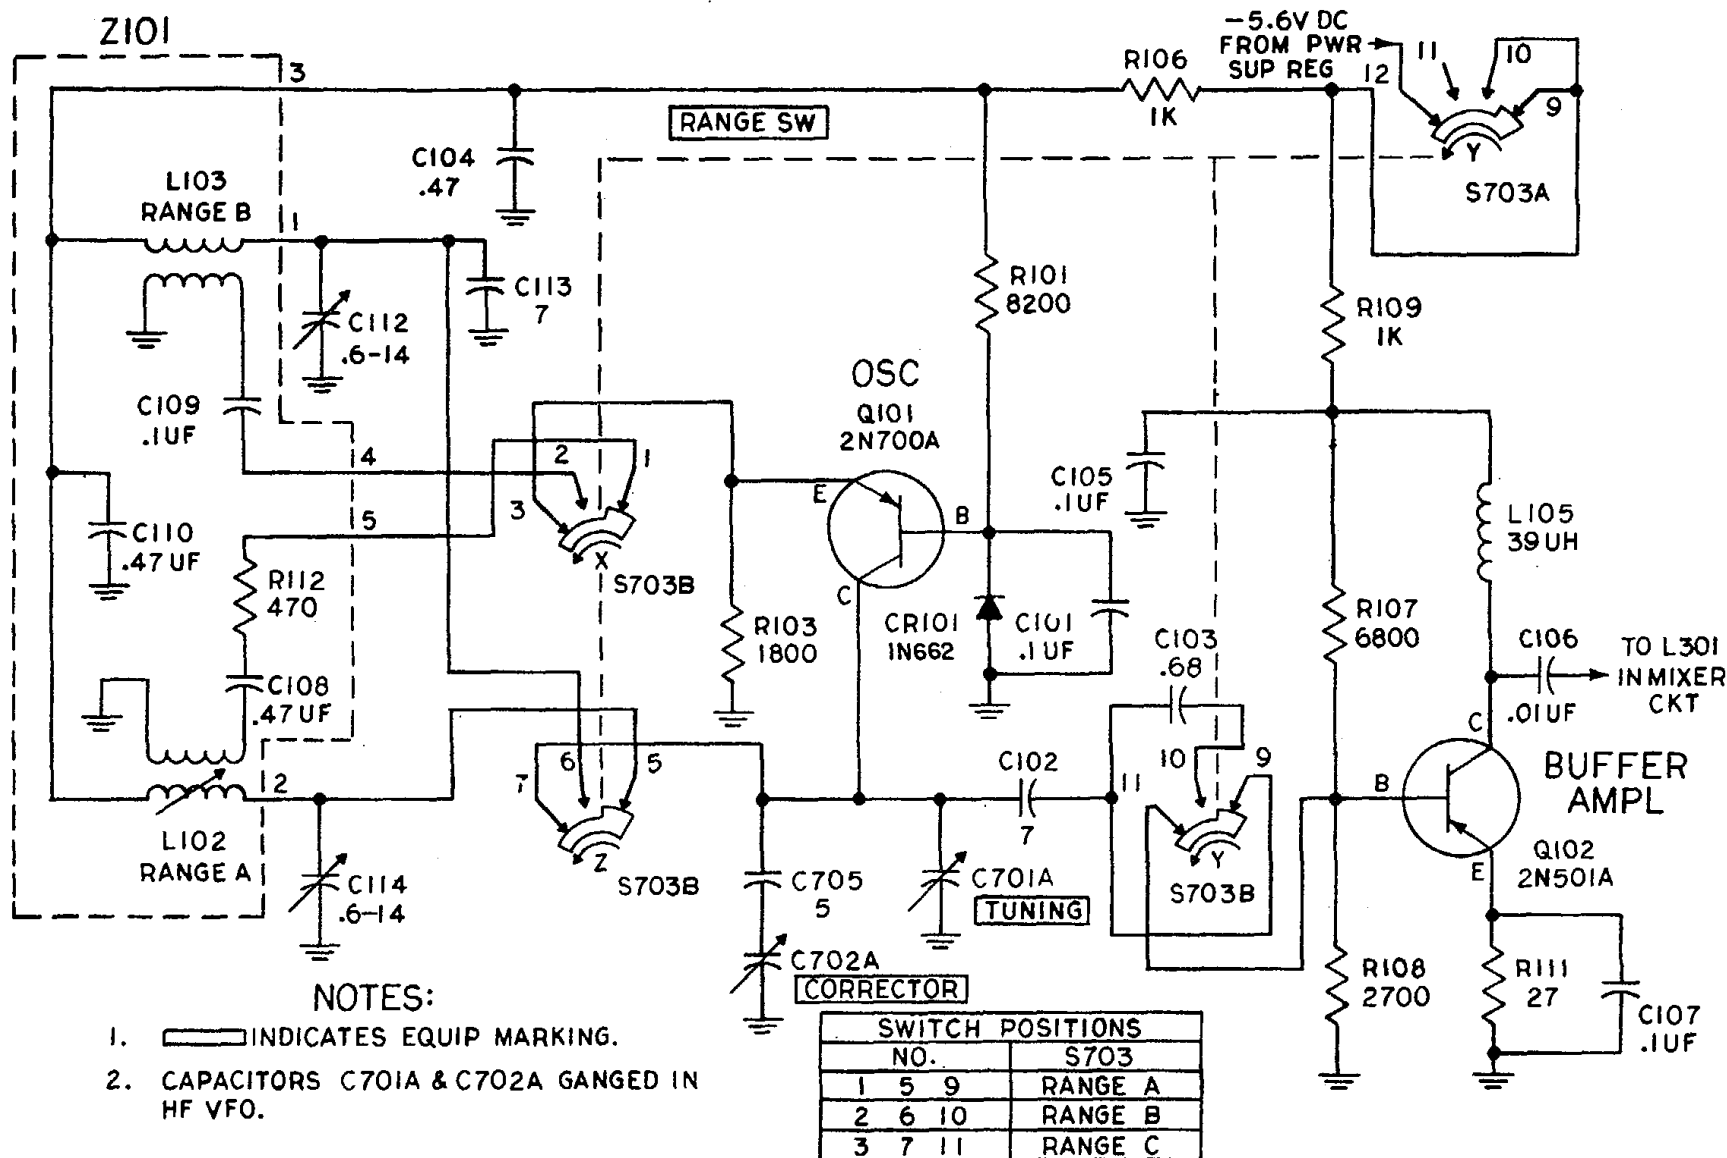 Z101
3
-5.6V DC
FROM PWR
SUP REG
12
11
10
9
Y
S703A
R106
1K
RANGE SW
C104
.47
L103
RANGE B
1
C113
7
C112
.6-14
R101
8200
R109
1K
C109
.1UF
OSC
Q101
2N700A
4
2
1
3
E
B
C
X
S703B
C105
.1UF
L105
39UH
5
C110
.47UF
R112
470
R103
1800
CR101
1N662
C101
.1UF
C103
.68
R107
6800
C106
.01UF
TO L301
IN MIXER
CKT
C108
.47UF
6
5
7
Z
S703B
C102
7
11
10
9
Y
S703B
C
B
E
BUFFER
AMPL
Q102
2N501A
2
L102
RANGE A
C114
.6-14
C705
5
C701A
TUNING
C702A
CORRECTOR
R108
2700
R111
27
C107
.1UF
NOTES:
1. INDICATES EQUIP MARKING.
2. CAPACITORS C701A & C702A GANGED IN
HF VFO.
SWITCH POSITIONS
NO. S703
1 5 9 RANGE A
2 6 10 RANGE B
3 7 11 RANGE C